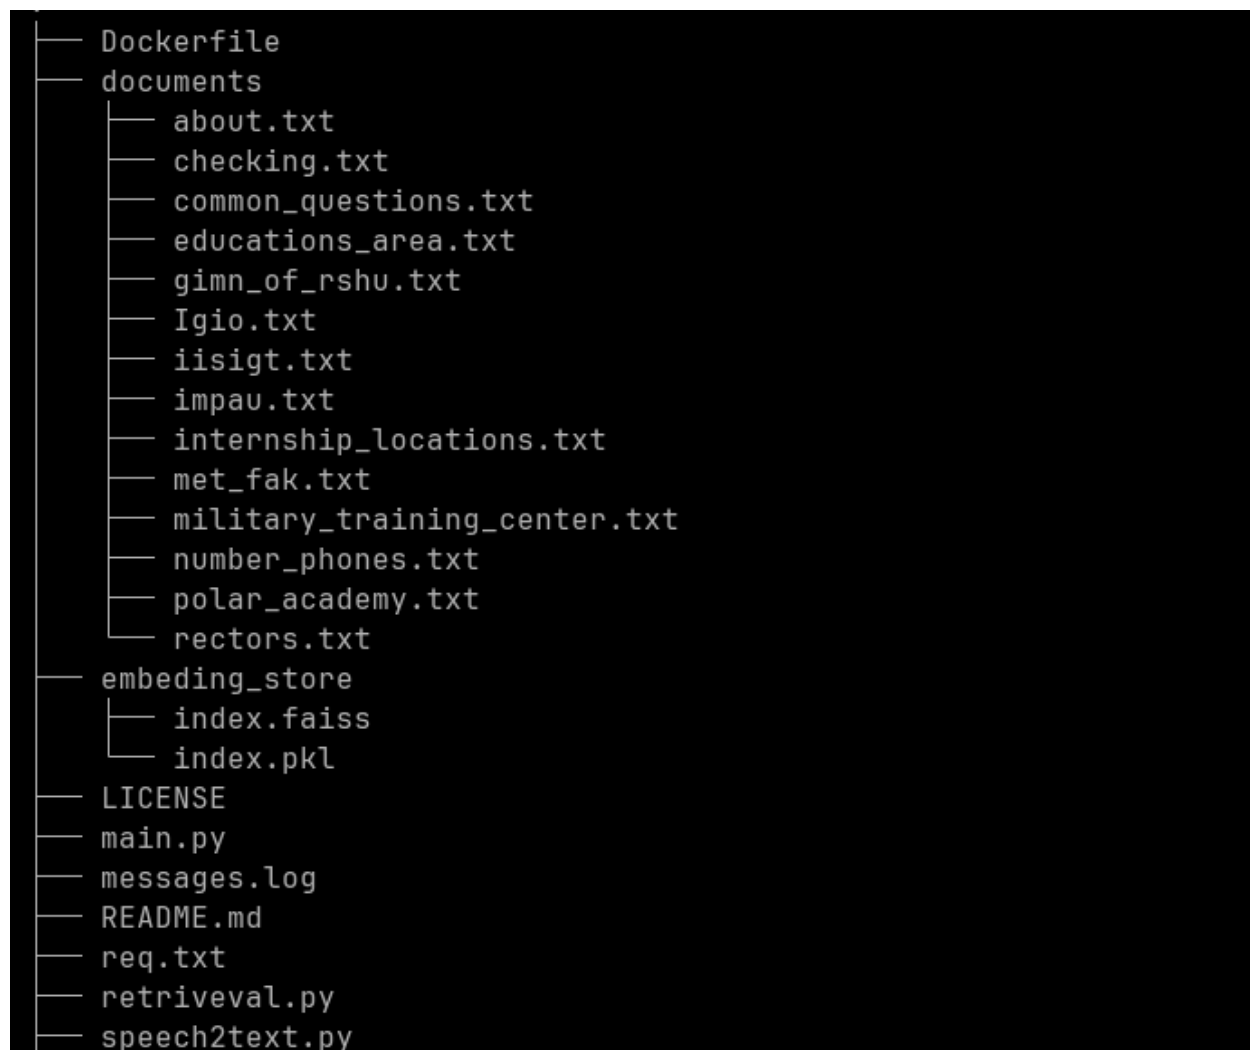 ├── Dockerfile
├── documents
│   ├── about.txt
│   ├── checking.txt
│   ├── common_questions.txt
│   ├── educations_area.txt
│   ├── gimn_of_rshu.txt
│   ├── Igio.txt
│   ├── iisigt.txt
│   ├── impau.txt
│   ├── internship_locations.txt
│   ├── met_fak.txt
│   ├── military_training_center.txt
│   ├── number_phones.txt
│   ├── polar_academy.txt
│   └── rectors.txt
├── embeding_store
│   ├── index.faiss
│   └── index.pkl
├── LICENSE
├── main.py
├── messages.log
├── README.md
├── req.txt
├── retriveval.py
├── speech2text.py